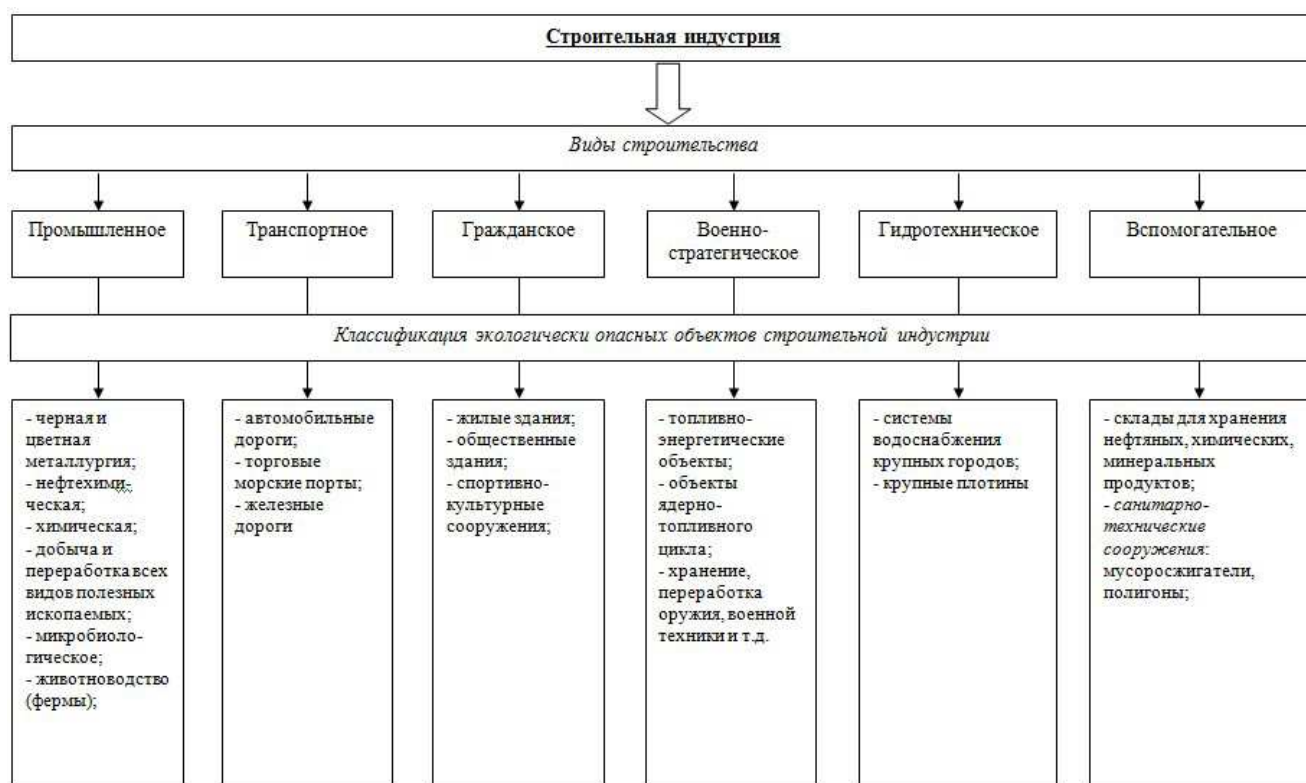 Строительная индустрия
Виды строительства
Промышленное
Транспортное
Гражданское
Военно-
стратегическое
Гидротехническое
Вспомогательное
Классификация экологически опасных объектов строительной индустрии
- черная и
цветная
металлургия;
- нефтехими-
ческая;
- химическая;
- добыча и
переработка всех
видов полезных
ископаемых;
- микробиоло-
гическое;
- животноводство
(фермы);
- автомобильные
дороги;
- торговые
морские порты;
- железные
дороги
- жилые здания;
- общественные
здания;
- спортивно-
культурные
сооружения;
- топливно-
энергетические
объекты;
- объекты
ядерно-
топливного
цикла;
- хранение,
переработка
оружия, военной
техники и т.д.
- системы
водоснабжения
крупных городов;
- крупные плотины
- склады для хранения
нефтяных, химических,
минеральных
продуктов;
- санитарно-
технические
сооружения:
мусоросжигатели,
полигоны;